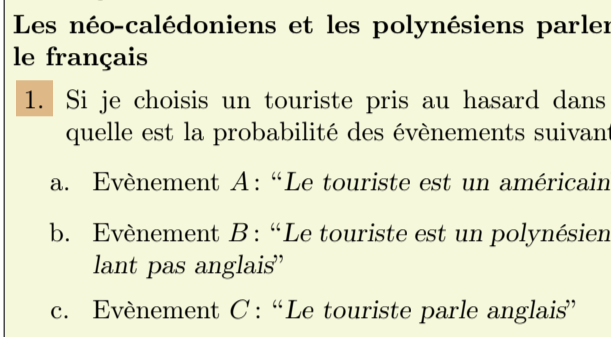 Les néo-calédoniens et les polynésiens parler
le français
1. Si je choisis un touriste pris au hasard dans
quelle est la probabilité des évènements suivant
a. Evènement A : “Le touriste est un américain
b. Evènement B : “Le touriste est un polynésien
lant pas anglais”
c. Evènement C : “Le touriste parle anglais”